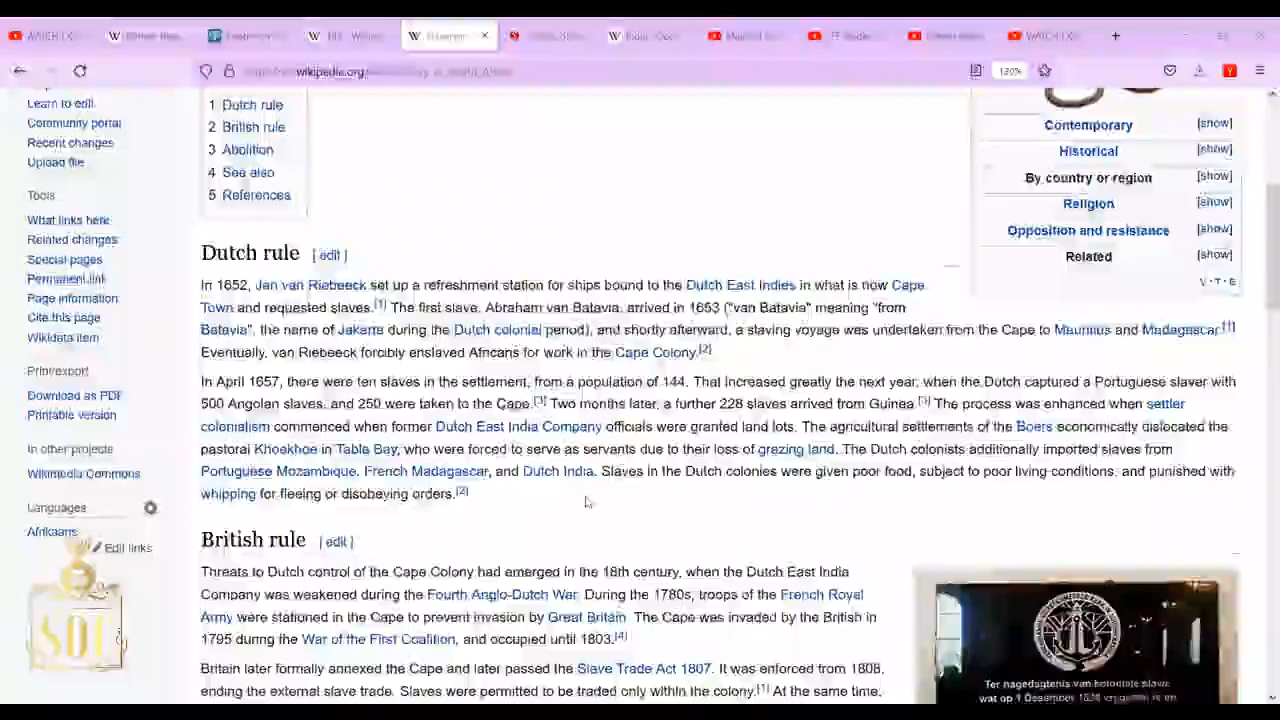 WATCH
wikipedia.org
120%
Learn to edit
Community portal
Recent changes
Upload file
Tools
What links here
Related changes
Special pages
Permanent link
Page information
Cite this page
Wikidata item
Print/export
Download as PDF
Printable version
In other projects
Wikimedia Commons
Languages
Afrikaans
Edit links
SDC
1 Dutch rule
2 British rule
3 Abolition
4 See also
5 References
Contemporary [show]
Historical [show]
By country or region [show]
Religion [show]
Opposition and resistance [show]
Related [show]
V · T · E
Dutch rule [ edit ]
In 1652, Jan van Riebeeck set up a refreshment station for ships bound to the Dutch East Indies in what is now Cape
Town and requested slaves.[1] The first slave, Abraham van Batavia, arrived in 1653 ("van Batavia" meaning "from
Batavia", the name of Jakarta during the Dutch colonial period), and shortly afterward, a slaving voyage was undertaken from the Cape to Mauritius and Madagascar.[1]
Eventually, van Riebeeck forcibly enslaved Africans for work in the Cape Colony.[2]
In April 1657, there were ten slaves in the settlement, from a population of 144. That increased greatly the next year, when the Dutch captured a Portuguese slaver with
500 Angolan slaves, and 250 were taken to the Cape.[3] Two months later, a further 228 slaves arrived from Guinea.[3] The process was enhanced when settler
colonialism commenced when former Dutch East India Company officials were granted land lots. The agricultural settlements of the Boers economically dislocated the
pastoral Khoekhoe in Table Bay, who were forced to serve as servants due to their loss of grazing land. The Dutch colonists additionally imported slaves from
Portuguese Mozambique, French Madagascar, and Dutch India. Slaves in the Dutch colonies were given poor food, subject to poor living conditions, and punished with
whipping for fleeing or disobeying orders.[2]
British rule [ edit ]
Threats to Dutch control of the Cape Colony had emerged in the 18th century, when the Dutch East India
Company was weakened during the Fourth Anglo-Dutch War. During the 1780s, troops of the French Royal
Army were stationed in the Cape to prevent invasion by Great Britain. The Cape was invaded by the British in
1795 during the War of the First Coalition, and occupied until 1803.[4]
Britain later formally annexed the Cape and later passed the Slave Trade Act 1807. It was enforced from 1808,
ending the external slave trade. Slaves were permitted to be traded only within the colony.[1] At the same time,
Ter nagedagtenis van
wat op 1 Desember